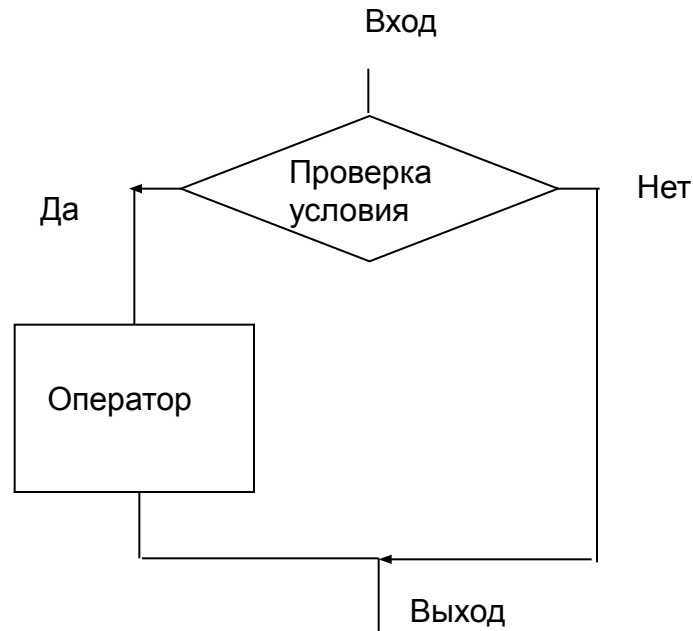 Вход
Проверка
условия
Да
Нет
Оператор
Выход